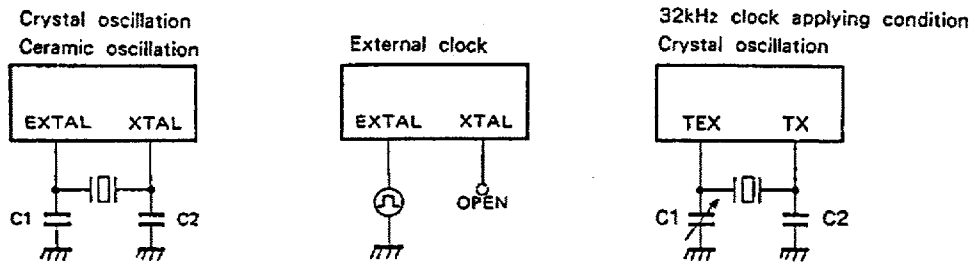 Crystal oscillation
Ceramic oscillation
EXTAL XTAL
C1 C2
External clock
EXTAL XTAL
OPEN
32kHz clock applying condition
Crystal oscillation
TEX TX
C1 C2